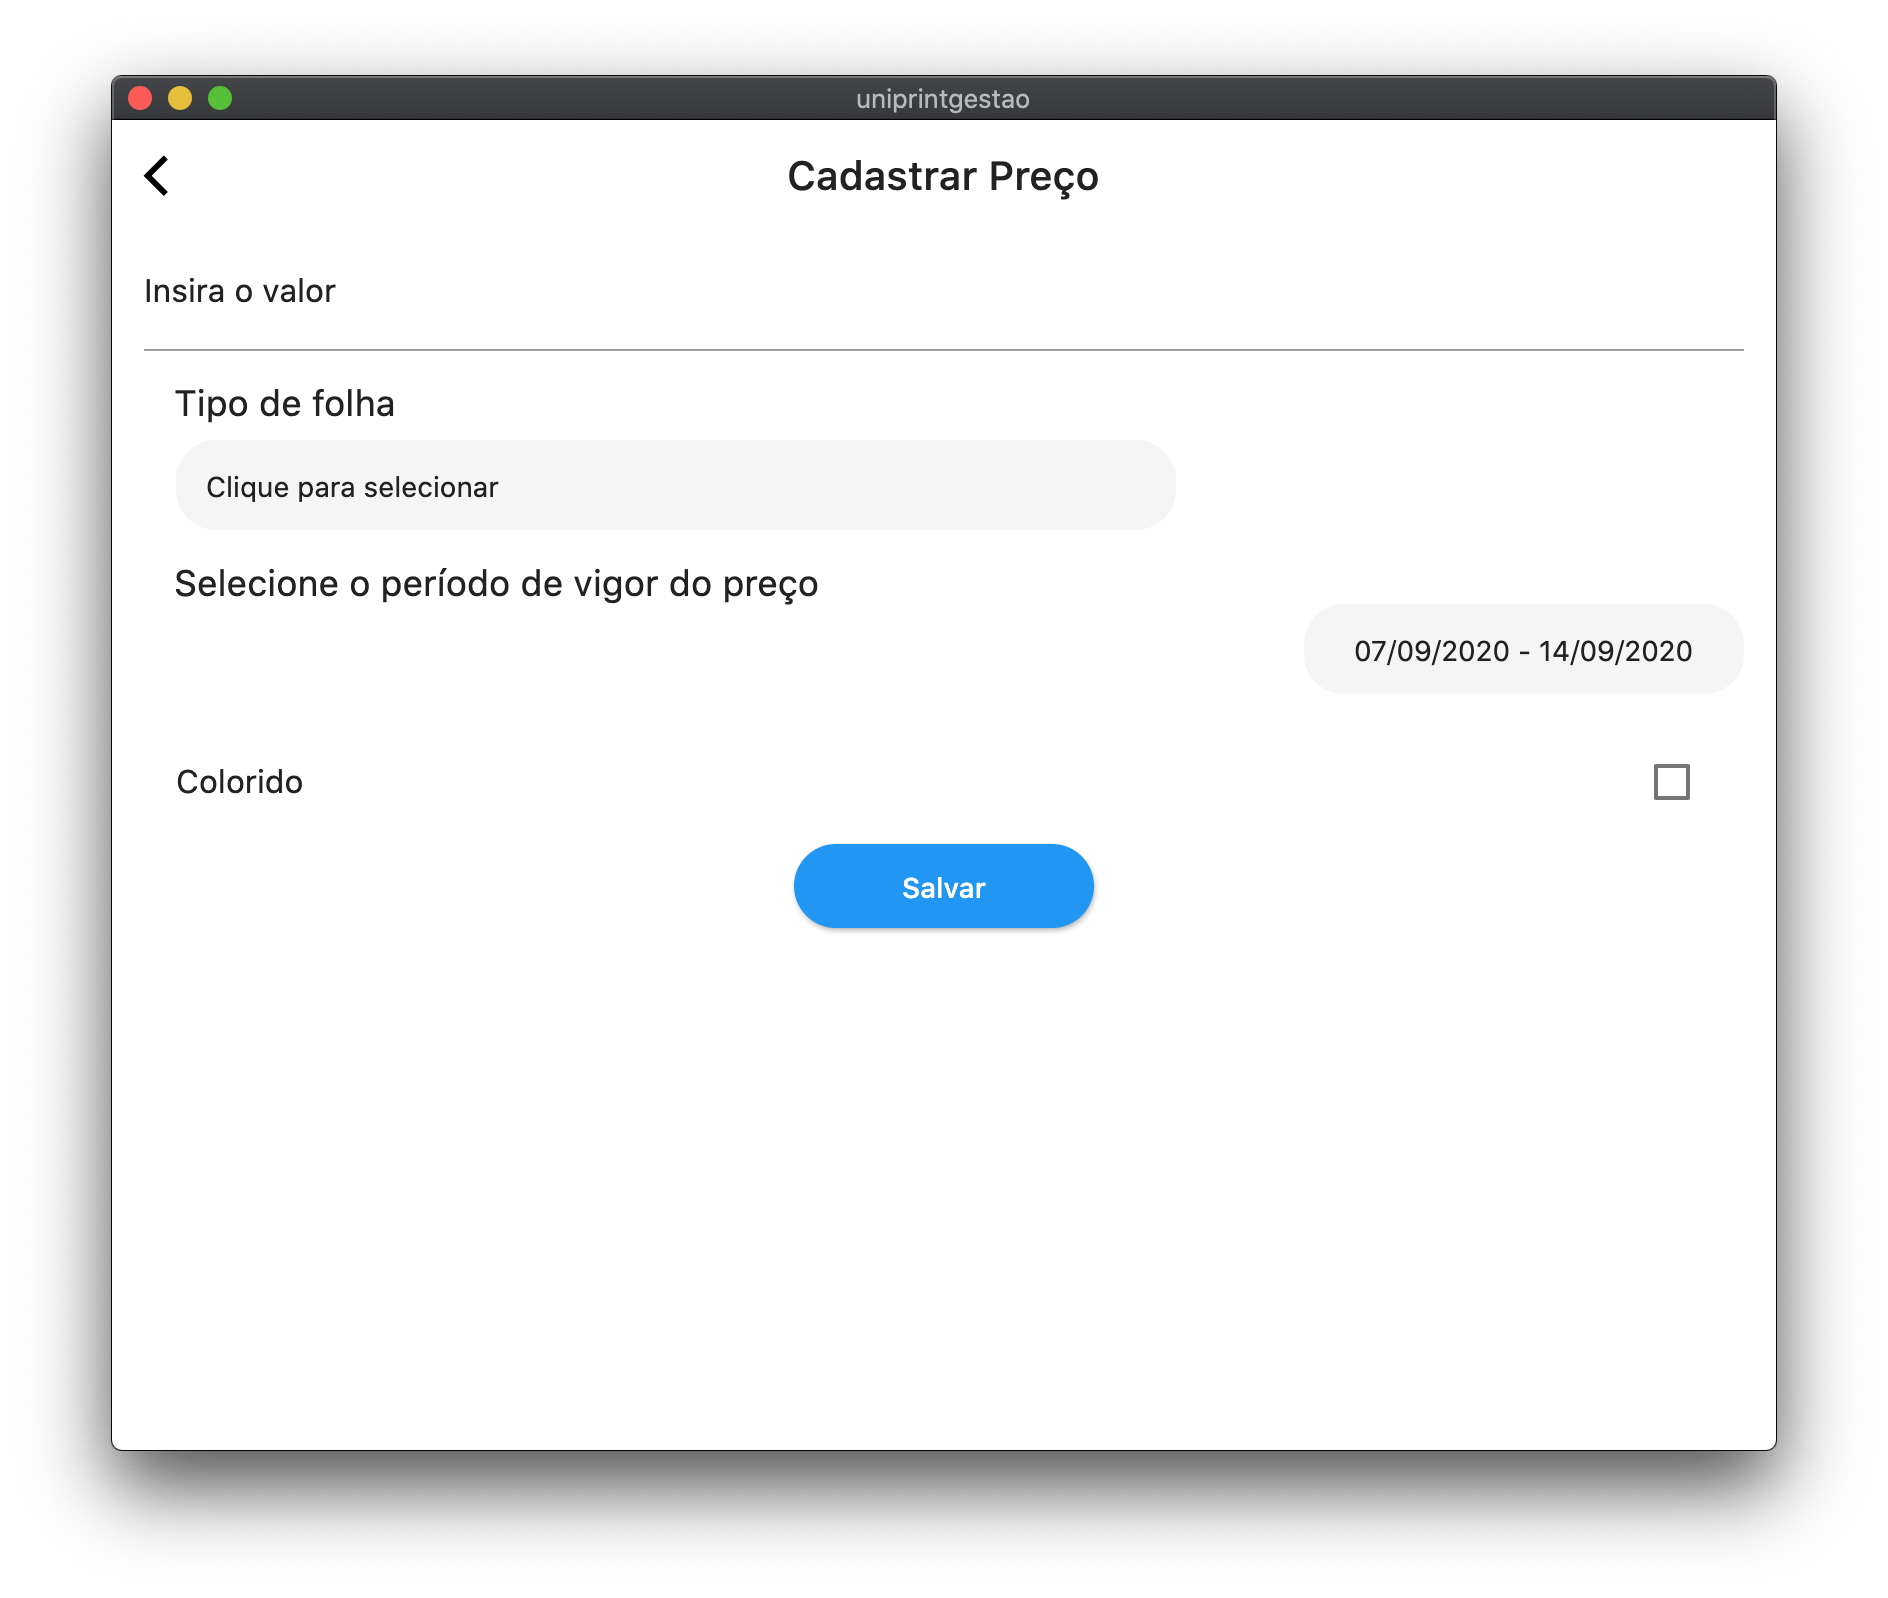 uniprintgestao
Cadastrar Preço
Insira o valor
Tipo de folha
Clique para selecionar
Selecione o período de vigor do preço
07/09/2020 - 14/09/2020
Colorido
Salvar